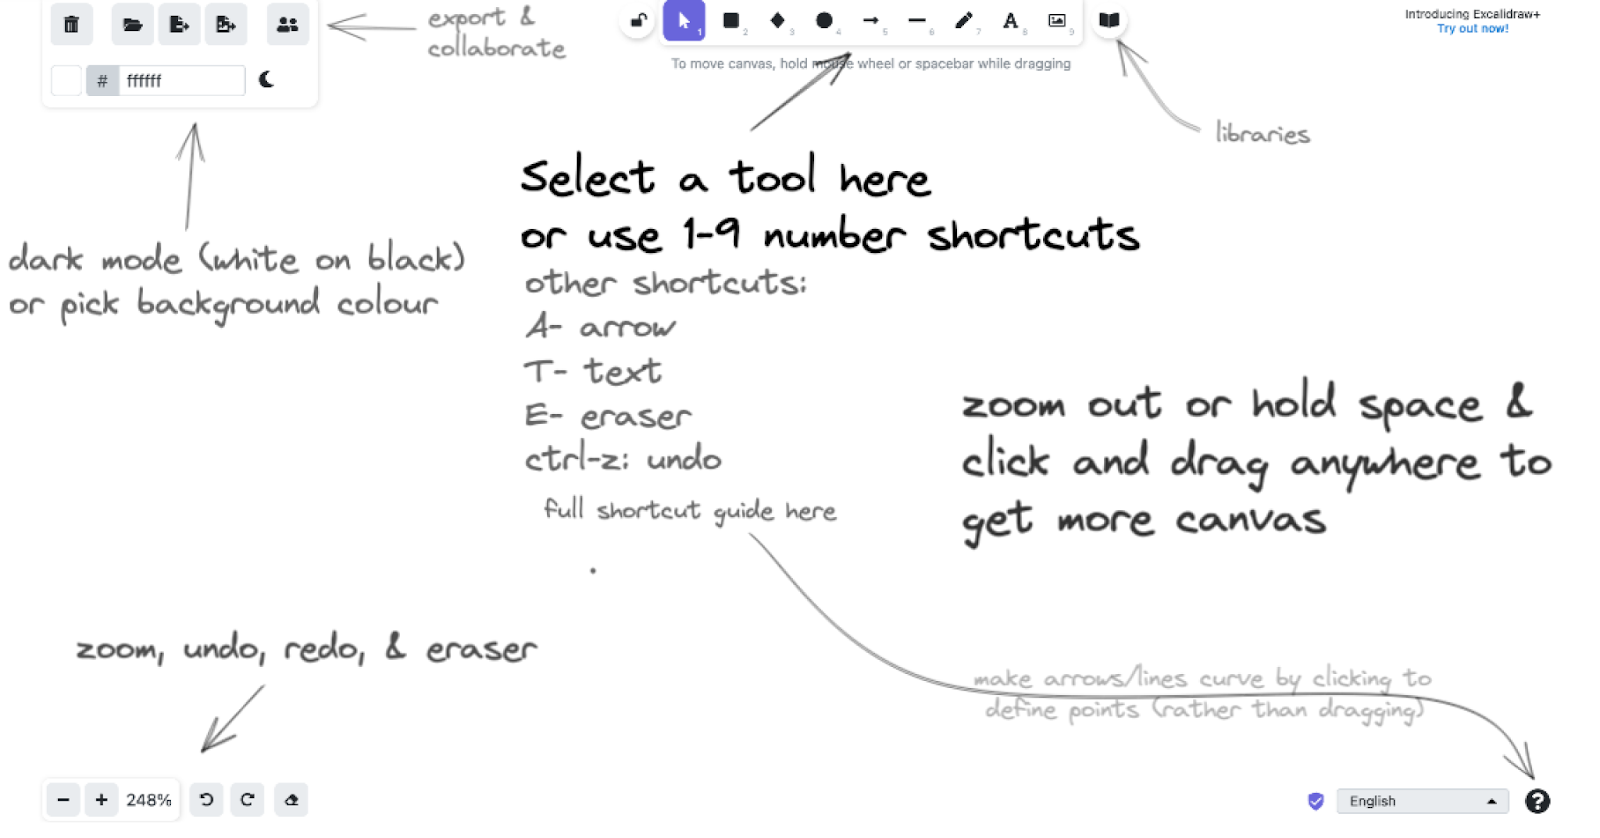 export &
collaborate
1 2 3 4 5 6 7 8 9
Introducing Excalidraw+
Try out now!
# ffffff
To move canvas, hold mouse wheel or spacebar while dragging
libraries
Select a tool here
or use 1-9 number shortcuts
dark mode (white on black)
or pick background colour
other shortcuts:
A- arrow
T- text
E- eraser
ctrl-z: undo
full shortcut guide here
zoom out or hold space &
click and drag anywhere to
get more canvas
zoom, undo, redo, & eraser
make arrows/lines curve by clicking to
define points (rather than dragging)
− + 248%
English
?